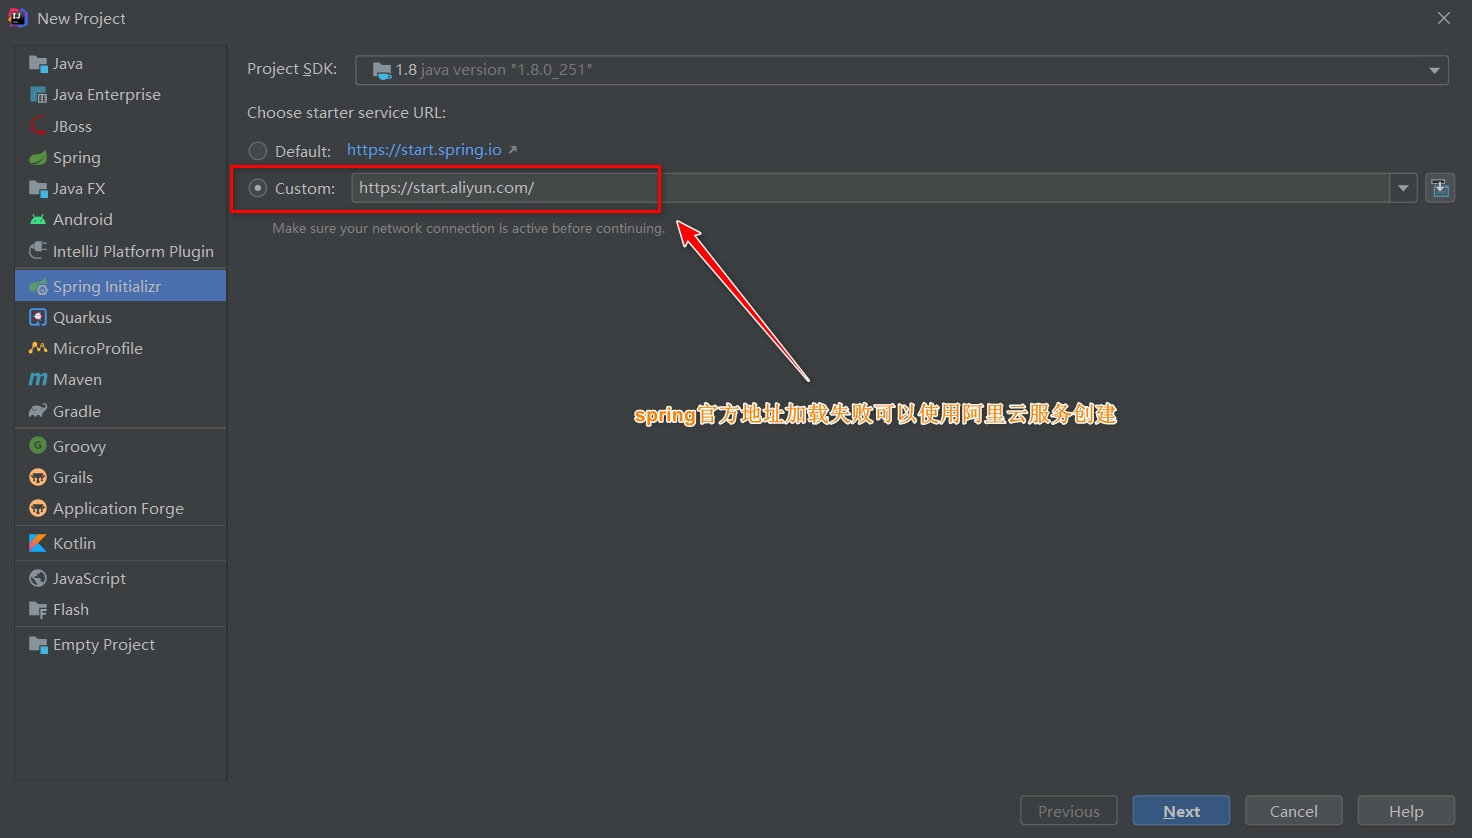 New Project
Java
Java Enterprise
JBoss
Spring
Java FX
Android
IntelliJ Platform Plugin
Spring Initializr
Quarkus
MicroProfile
Maven
Gradle
Groovy
Grails
Application Forge
Kotlin
JavaScript
Flash
Empty Project
Project SDK: 1.8 java version "1.8.0_251"
Choose starter service URL:
Default: https://start.spring.io
Custom: https://start.aliyun.com/
Make sure your network connection is active before continuing.
spring官方地址加载失败可以使用阿里云服务创建
Previous Next Cancel Help